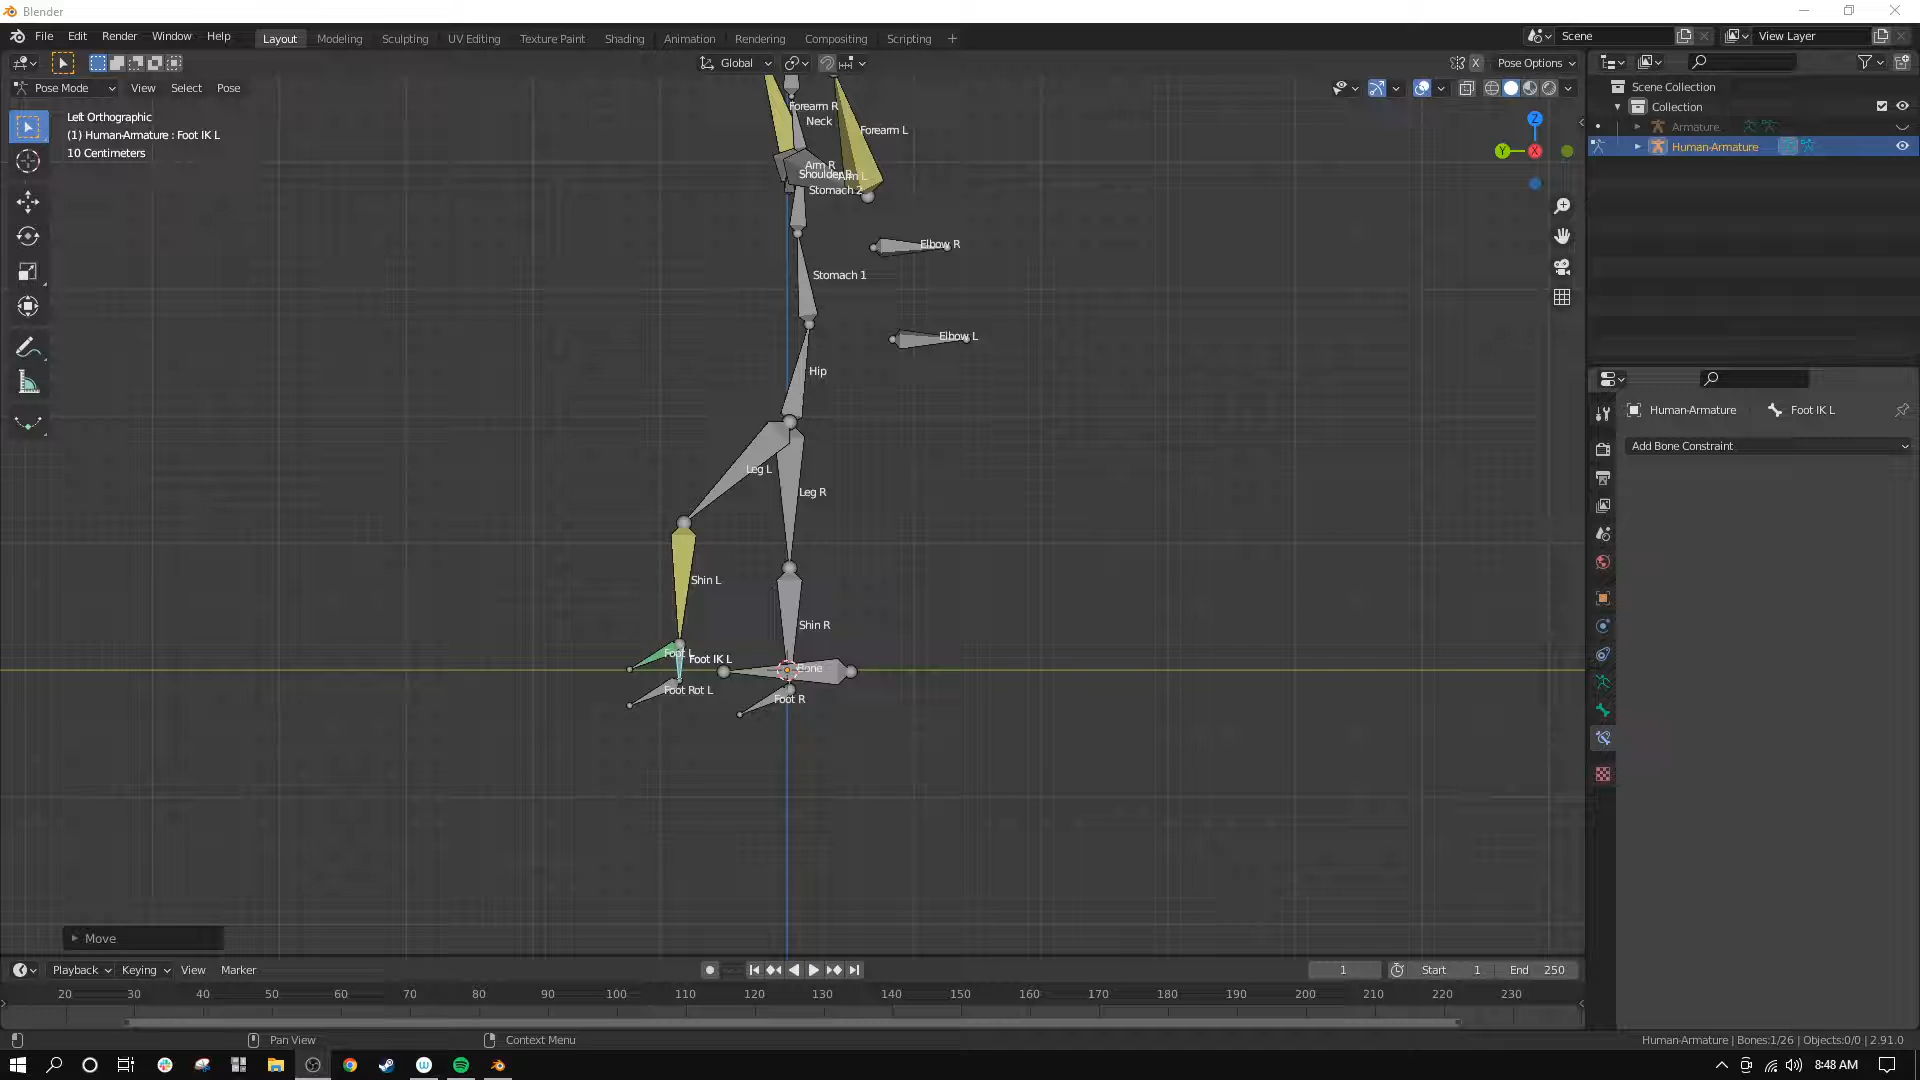 Blender
File Edit Render Window Help
Layout Modeling Sculpting UV Editing Texture Paint Shading Animation Rendering Compositing Scripting +
Scene
View Layer
Global
X
Pose Options
Pose Mode View Select Pose
Left Orthographic
(1) Human-Armature : Foot IK L
10 Centimeters
Forearm R
Neck
Forearm L
Arm R
Shoulder R
Arm L
Stomach 2
Elbow R
Stomach 1
Elbow L
Hip
Leg L
Leg R
Shin L
Shin R
Foot L
Foot IK L
Bone
Foot Rot L
Foot R
Z
Y
X
Scene Collection
Collection
Armature
Human-Armature
Human-Armature Foot IK L
Add Bone Constraint
Move
Playback Keying View Marker
1 Start 1 End 250
20 30 40 50 60 70 80 90 100 110 120 130 140 150 160 170 180 190 200 210 220 230
Pan View Context Menu
Human-Armature | Bones:1/26 | Objects:0/0 | 2.91.0
8:48 AM